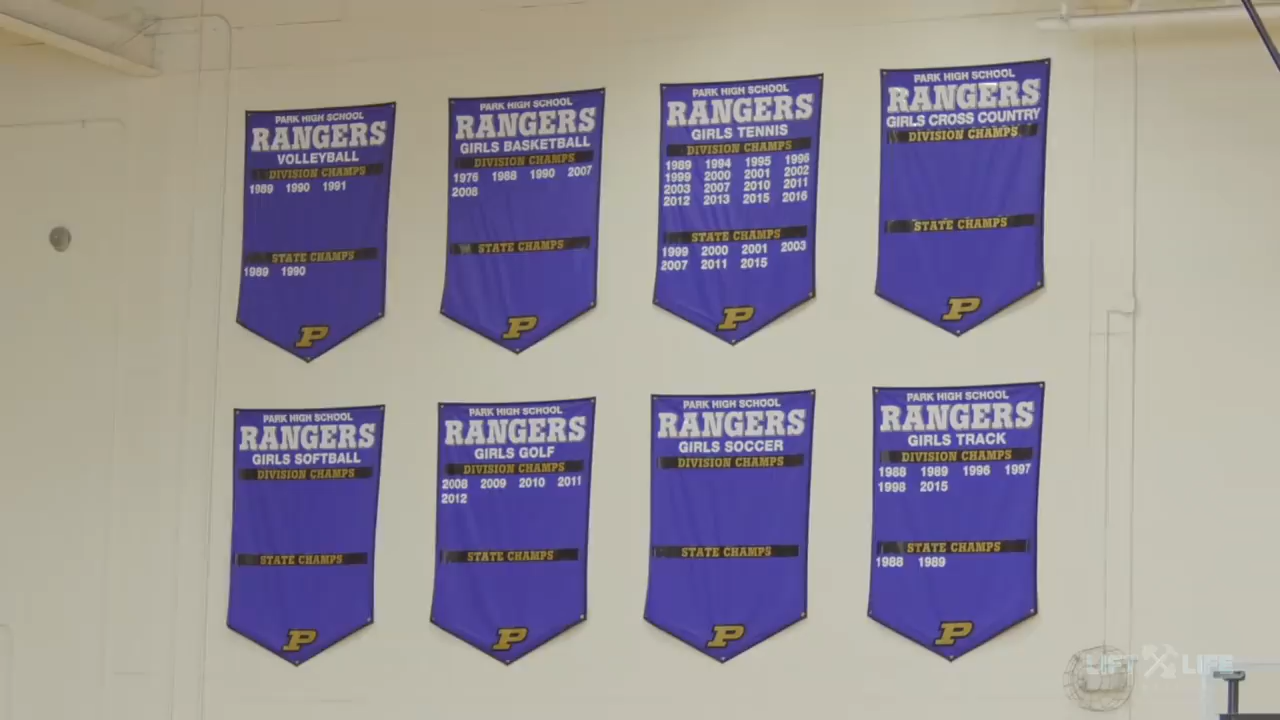 PARK HIGH SCHOOL
RANGERS
VOLLEYBALL
DIVISION CHAMPS
1989 1990 1991
STATE CHAMPS
1989 1990
P
PARK HIGH SCHOOL
RANGERS
GIRLS BASKETBALL
DIVISION CHAMPS
1976 1988 1990 2007
2008
STATE CHAMPS
P
PARK HIGH SCHOOL
RANGERS
GIRLS TENNIS
DIVISION CHAMPS
1989 1994 1995 1996
1999 2000 2001 2002
2003 2007 2010 2011
2012 2013 2015 2016
STATE CHAMPS
1999 2000 2001 2003
2007 2011 2015
P
PARK HIGH SCHOOL
RANGERS
GIRLS CROSS COUNTRY
DIVISION CHAMPS
STATE CHAMPS
P
PARK HIGH SCHOOL
RANGERS
GIRLS SOFTBALL
DIVISION CHAMPS
STATE CHAMPS
P
PARK HIGH SCHOOL
RANGERS
GIRLS GOLF
DIVISION CHAMPS
2008 2009 2010 2011
2012
STATE CHAMPS
P
PARK HIGH SCHOOL
RANGERS
GIRLS SOCCER
DIVISION CHAMPS
STATE CHAMPS
P
PARK HIGH SCHOOL
RANGERS
GIRLS TRACK
DIVISION CHAMPS
1988 1989 1996 1997
1998 2015
STATE CHAMPS
1988 1989
P
LIFT LIFE